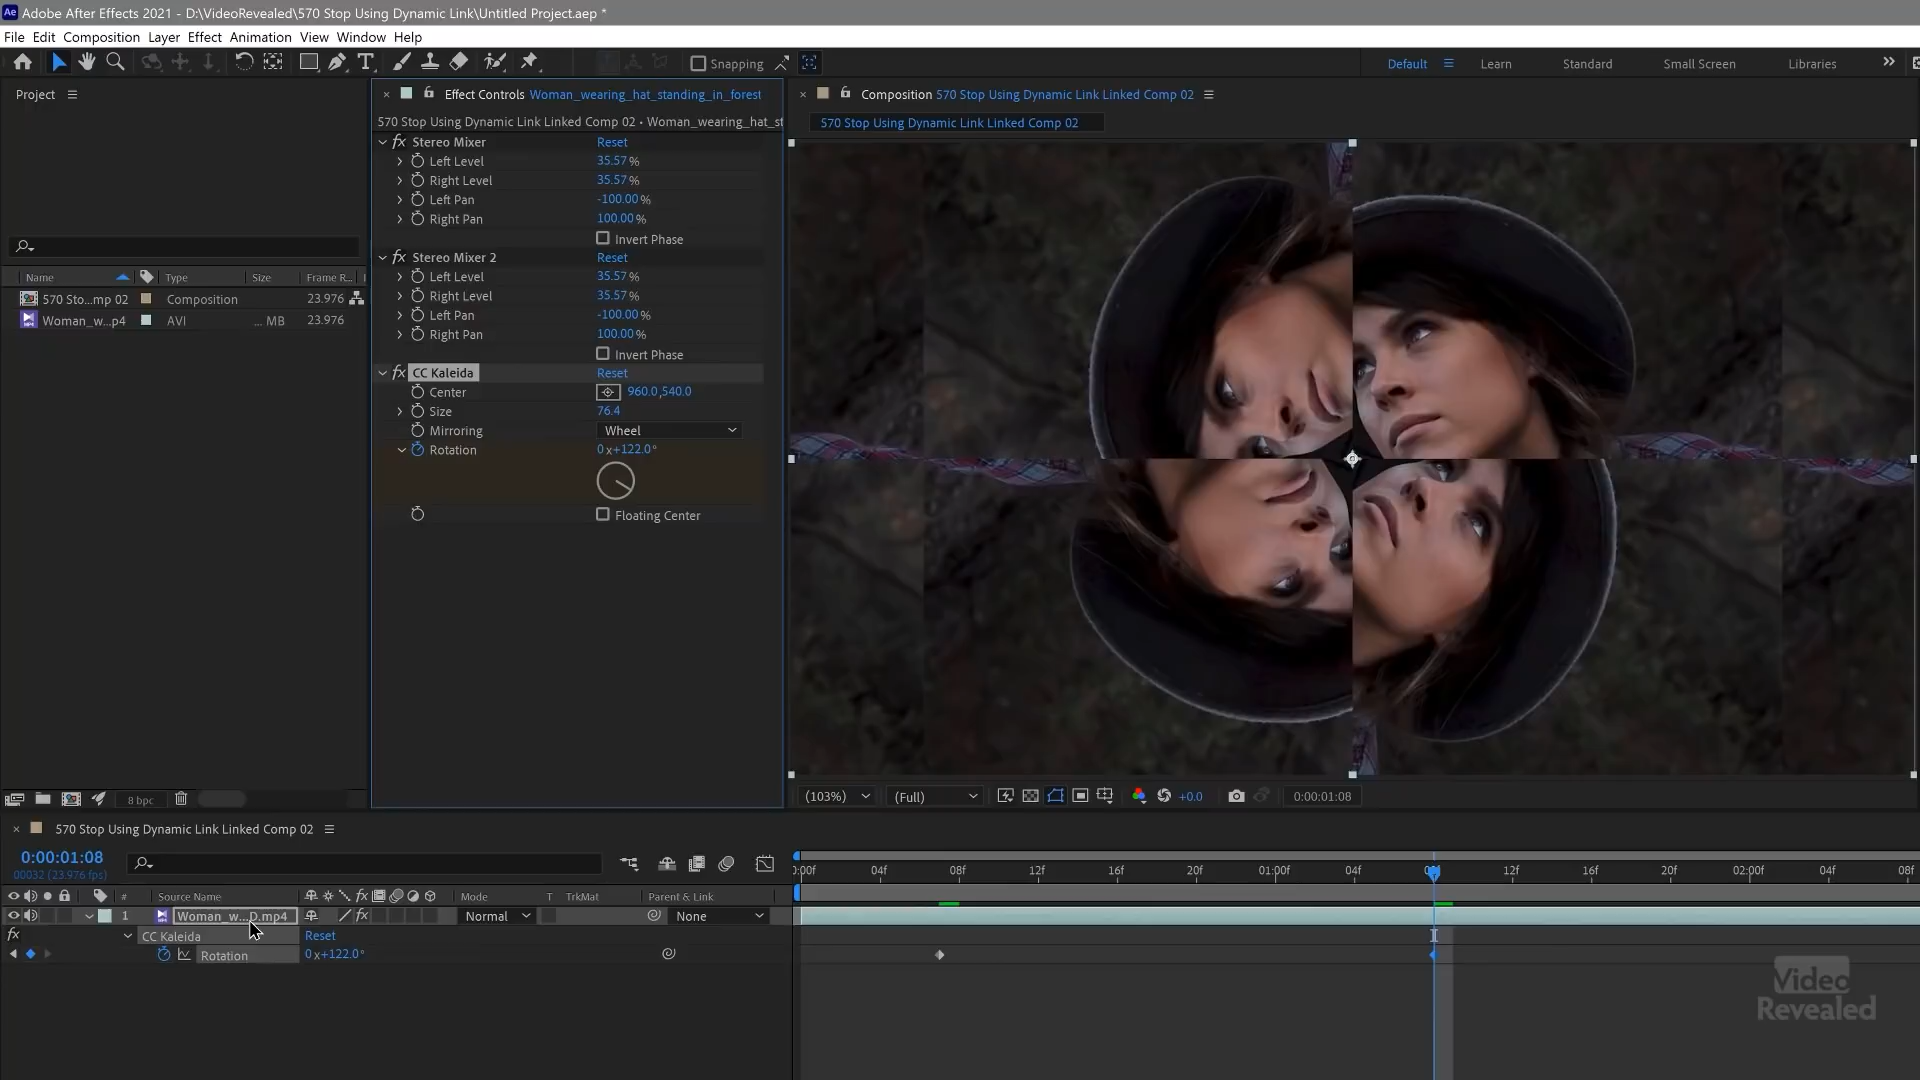 Ae Adobe After Effects 2021 - D:\VideoRevealed\570 Stop Using Dynamic Link\Untitled Project.aep *
File Edit Composition Layer Effect Animation View Window Help
Snapping
Default Learn Standard Small Screen Libraries
Project
Name Type Size Frame R...
570 Sto...mp 02 Composition 23.976
Woman_w...p4 AVI ... MB 23.976
8 bpc
Effect Controls Woman_wearing_hat_standing_in_forest
570 Stop Using Dynamic Link Linked Comp 02 • Woman_wearing_hat_st
fx Stereo Mixer Reset
Left Level 35.57%
Right Level 35.57%
Left Pan -100.00%
Right Pan 100.00%
Invert Phase
fx Stereo Mixer 2 Reset
Left Level 35.57%
Right Level 35.57%
Left Pan -100.00%
Right Pan 100.00%
Invert Phase
fx CC Kaleida Reset
Center 960.0,540.0
Size 76.4
Mirroring Wheel
Rotation 0x+122.0°
Floating Center
Composition 570 Stop Using Dynamic Link Linked Comp 02
570 Stop Using Dynamic Link Linked Comp 02
(103%) (Full) +0.0 0:00:01:08
570 Stop Using Dynamic Link Linked Comp 02
0:00:01:08
00032 (23.976 fps)
# Source Name fx Mode T TrkMat Parent & Link
1 Woman_w...D.mp4 fx Normal None
fx CC Kaleida Reset
Rotation 0x+122.0°
0:00f 04f 08f 12f 16f 20f 01:00f 04f 12f 16f 20f 02:00f 04f 08f
Video
Revealed